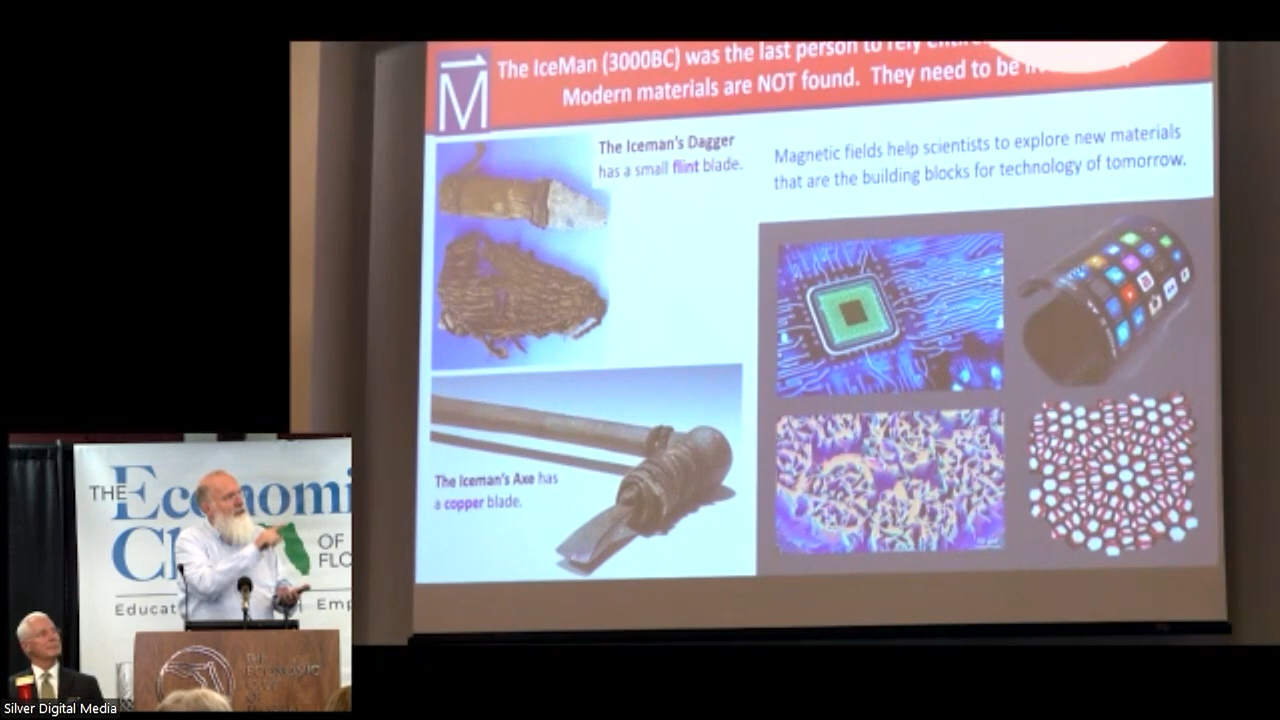 The IceMan (3000BC) was the last person to rely
Modern materials are NOT found. They need to be
M
The Iceman's Dagger
has a small flint blade.
Magnetic fields help scientists to explore new materials
that are the building blocks for technology of tomorrow.
The Iceman's Axe has
a copper blade.
THE Economi
Cl OF
FLO
Educat Emp
THE
ECONOMIC
Silver Digital Media